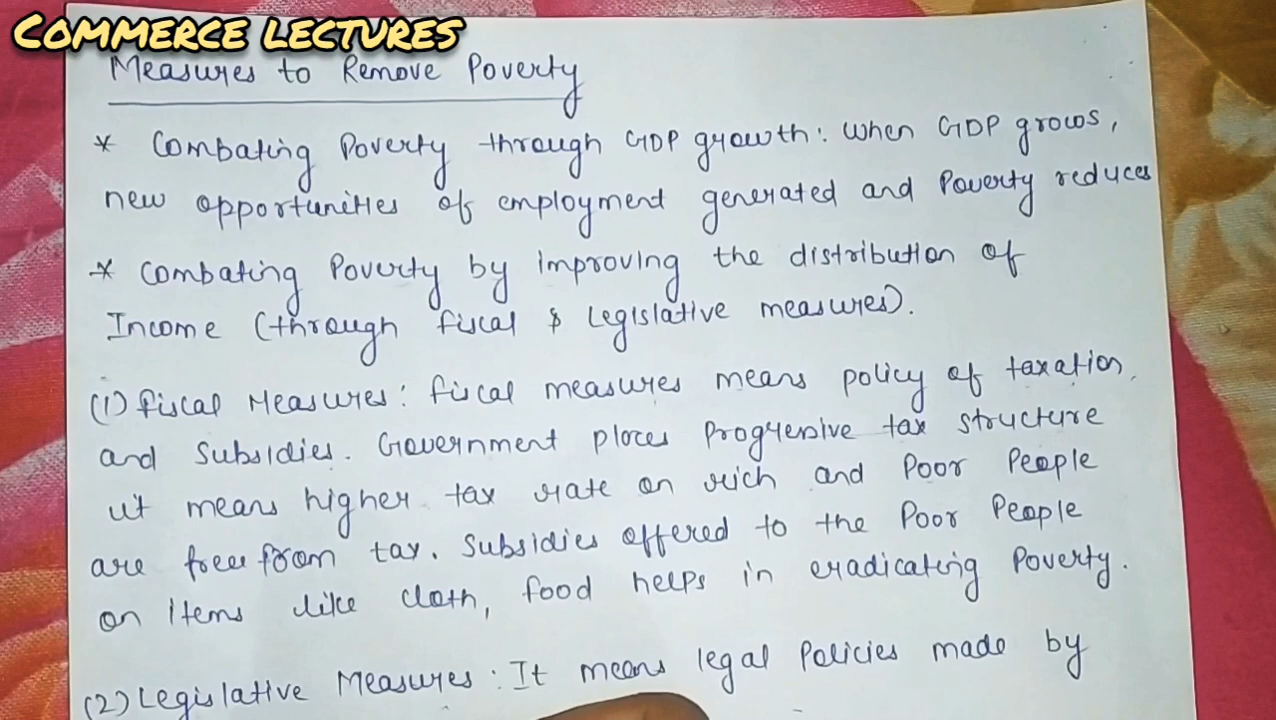 COMMERCE LECTURES
Measures to Remove Poverty
* Combating Poverty through GDP growth: When GDP grows,
new opportunities of employment generated and Poverty reduces
* Combating Poverty by improving the distribution of
Income (through fiscal & Legislative measures).
(1) Fiscal Measures: fiscal measures means policy of taxation
and Subsidies. Government places Progressive tax structure
it means higher tax rate on rich and Poor People
are free from tax. Subsidies offered to the Poor People
on items like cloth, food helps in eradicating Poverty.
(2) Legislative Measures: It means legal Policies made by